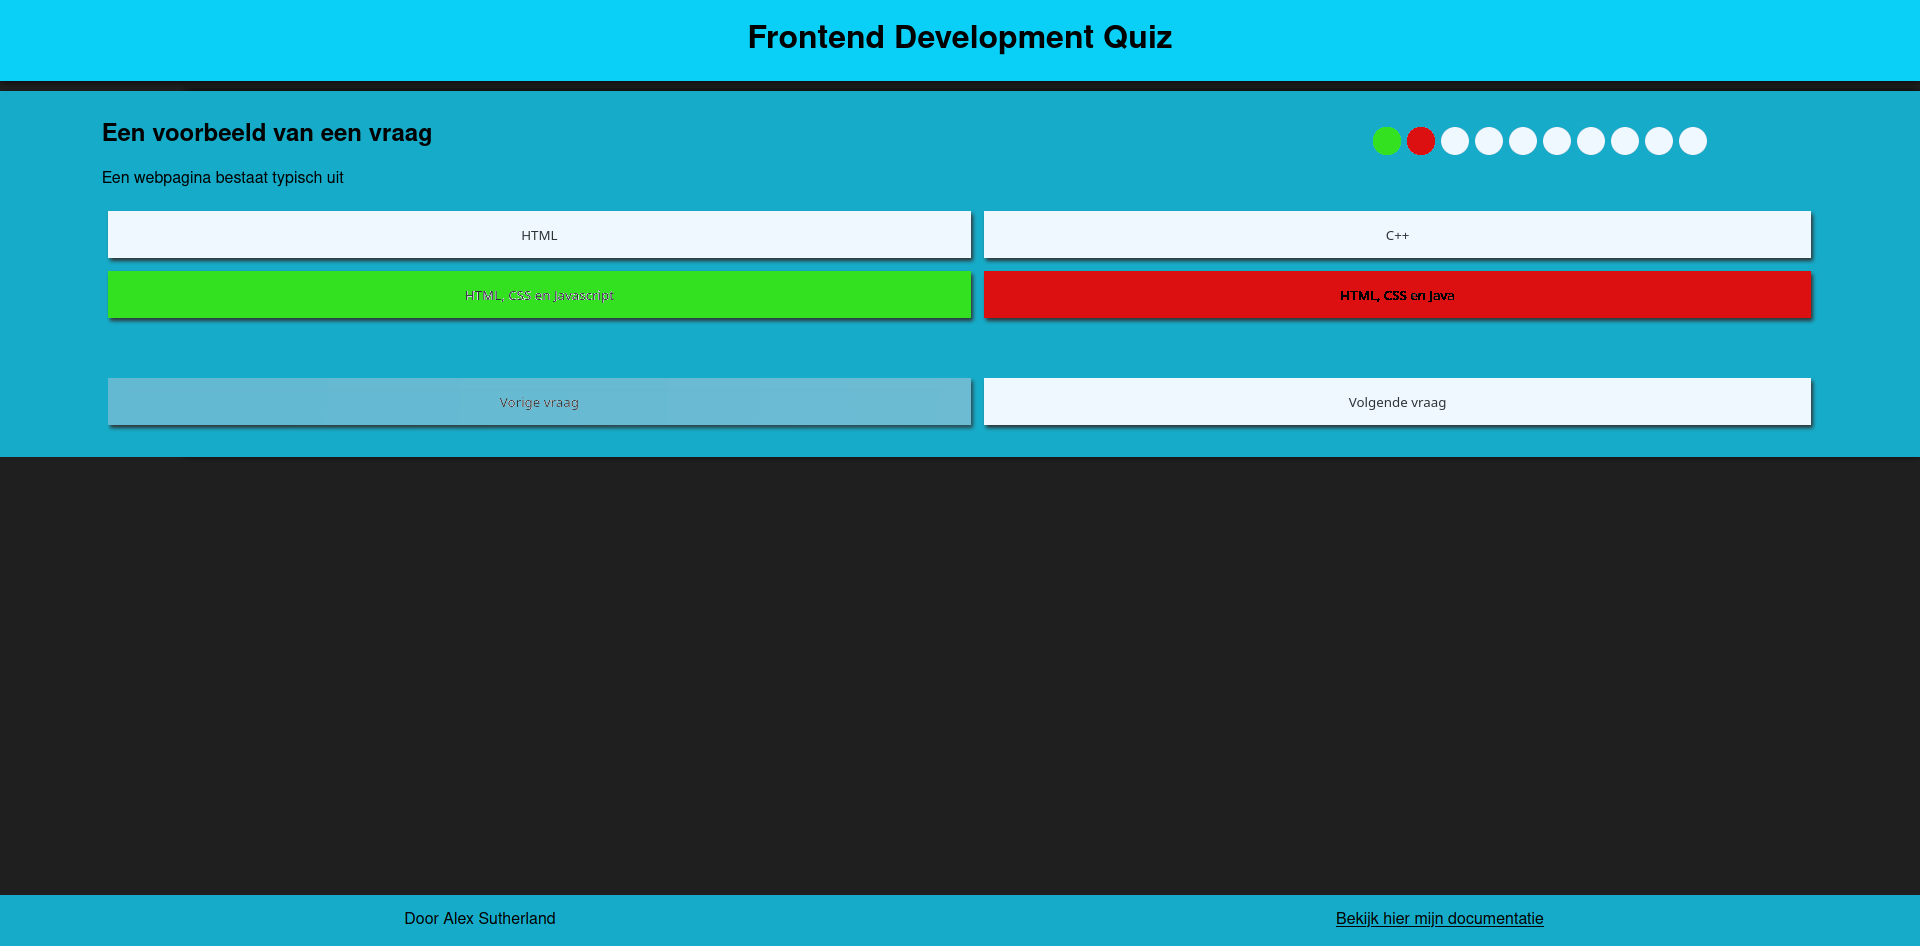 Frontend Development Quiz
Een voorbeeld van een vraag
Een webpagina bestaat typisch uit
HTML
C++
HTML, CSS en Javascript
HTML, CSS en Java
Vorige vraag
Volgende vraag
Door Alex Sutherland
Bekijk hier mijn documentatie